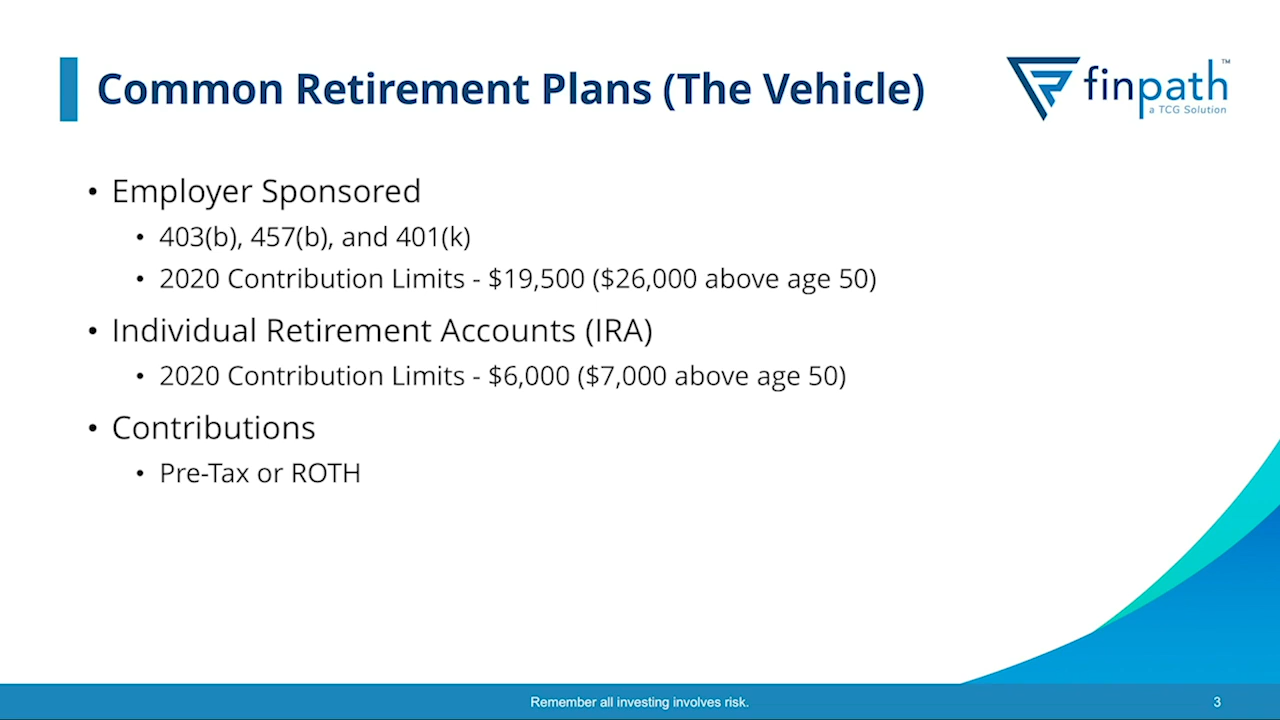 Common Retirement Plans (The Vehicle)
finpath™
a TCG Solution
• Employer Sponsored
• 403(b), 457(b), and 401(k)
• 2020 Contribution Limits - $19,500 ($26,000 above age 50)
• Individual Retirement Accounts (IRA)
• 2020 Contribution Limits - $6,000 ($7,000 above age 50)
• Contributions
• Pre-Tax or ROTH
Remember all investing involves risk.
3